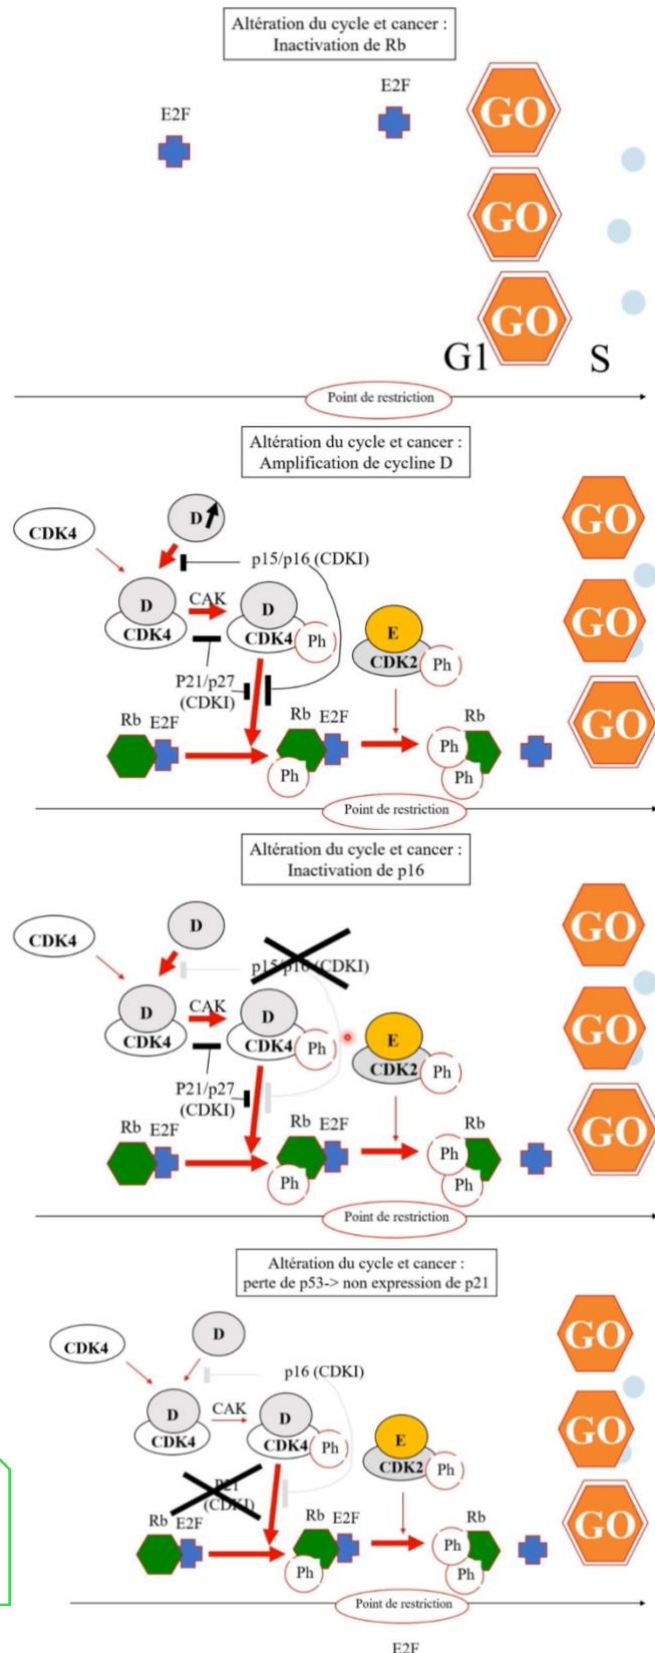 Altération du cycle et cancer :
Inactivation de Rb
E2F
E2F
GO
GO
GO
G1
S
Point de restriction
Altération du cycle et cancer :
Amplification de cycline D
D
CDK4
p15/p16 (CDKI)
D
CAK
D
CDK4
CDK4
Ph
E
CDK2
Ph
P21/p27
(CDKI)
Rb E2F
Rb E2F
Rb
Ph
Ph
Ph
GO
GO
GO
Point de restriction
Altération du cycle et cancer :
Inactivation de p16
D
CDK4
p15/p16 (CDKI)
D
CAK
D
CDK4
CDK4
Ph
E
CDK2
Ph
P21/p27
(CDKI)
Rb E2F
Rb E2F
Rb
Ph
Ph
Ph
GO
GO
GO
Point de restriction
Altération du cycle et cancer :
perte de p53-> non expression de p21
D
CDK4
p16 (CDKI)
D
CAK
D
CDK4
CDK4
Ph
E
CDK2
Ph
P21
(CDKI)
Rb E2F
Rb E2F
Rb
Ph
Ph
Ph
GO
GO
GO
Point de restriction
E2F